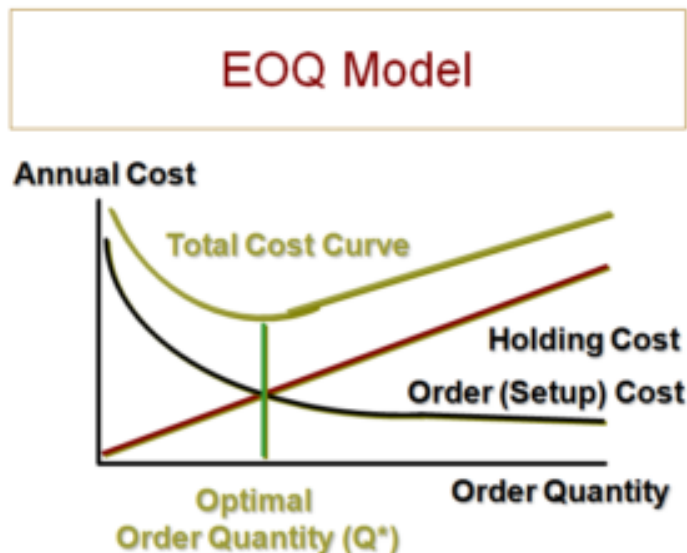 EOQ Model
Annual Cost
Total Cost Curve
Holding Cost
Order (Setup) Cost
Order Quantity
Optimal
Order Quantity (Q*)